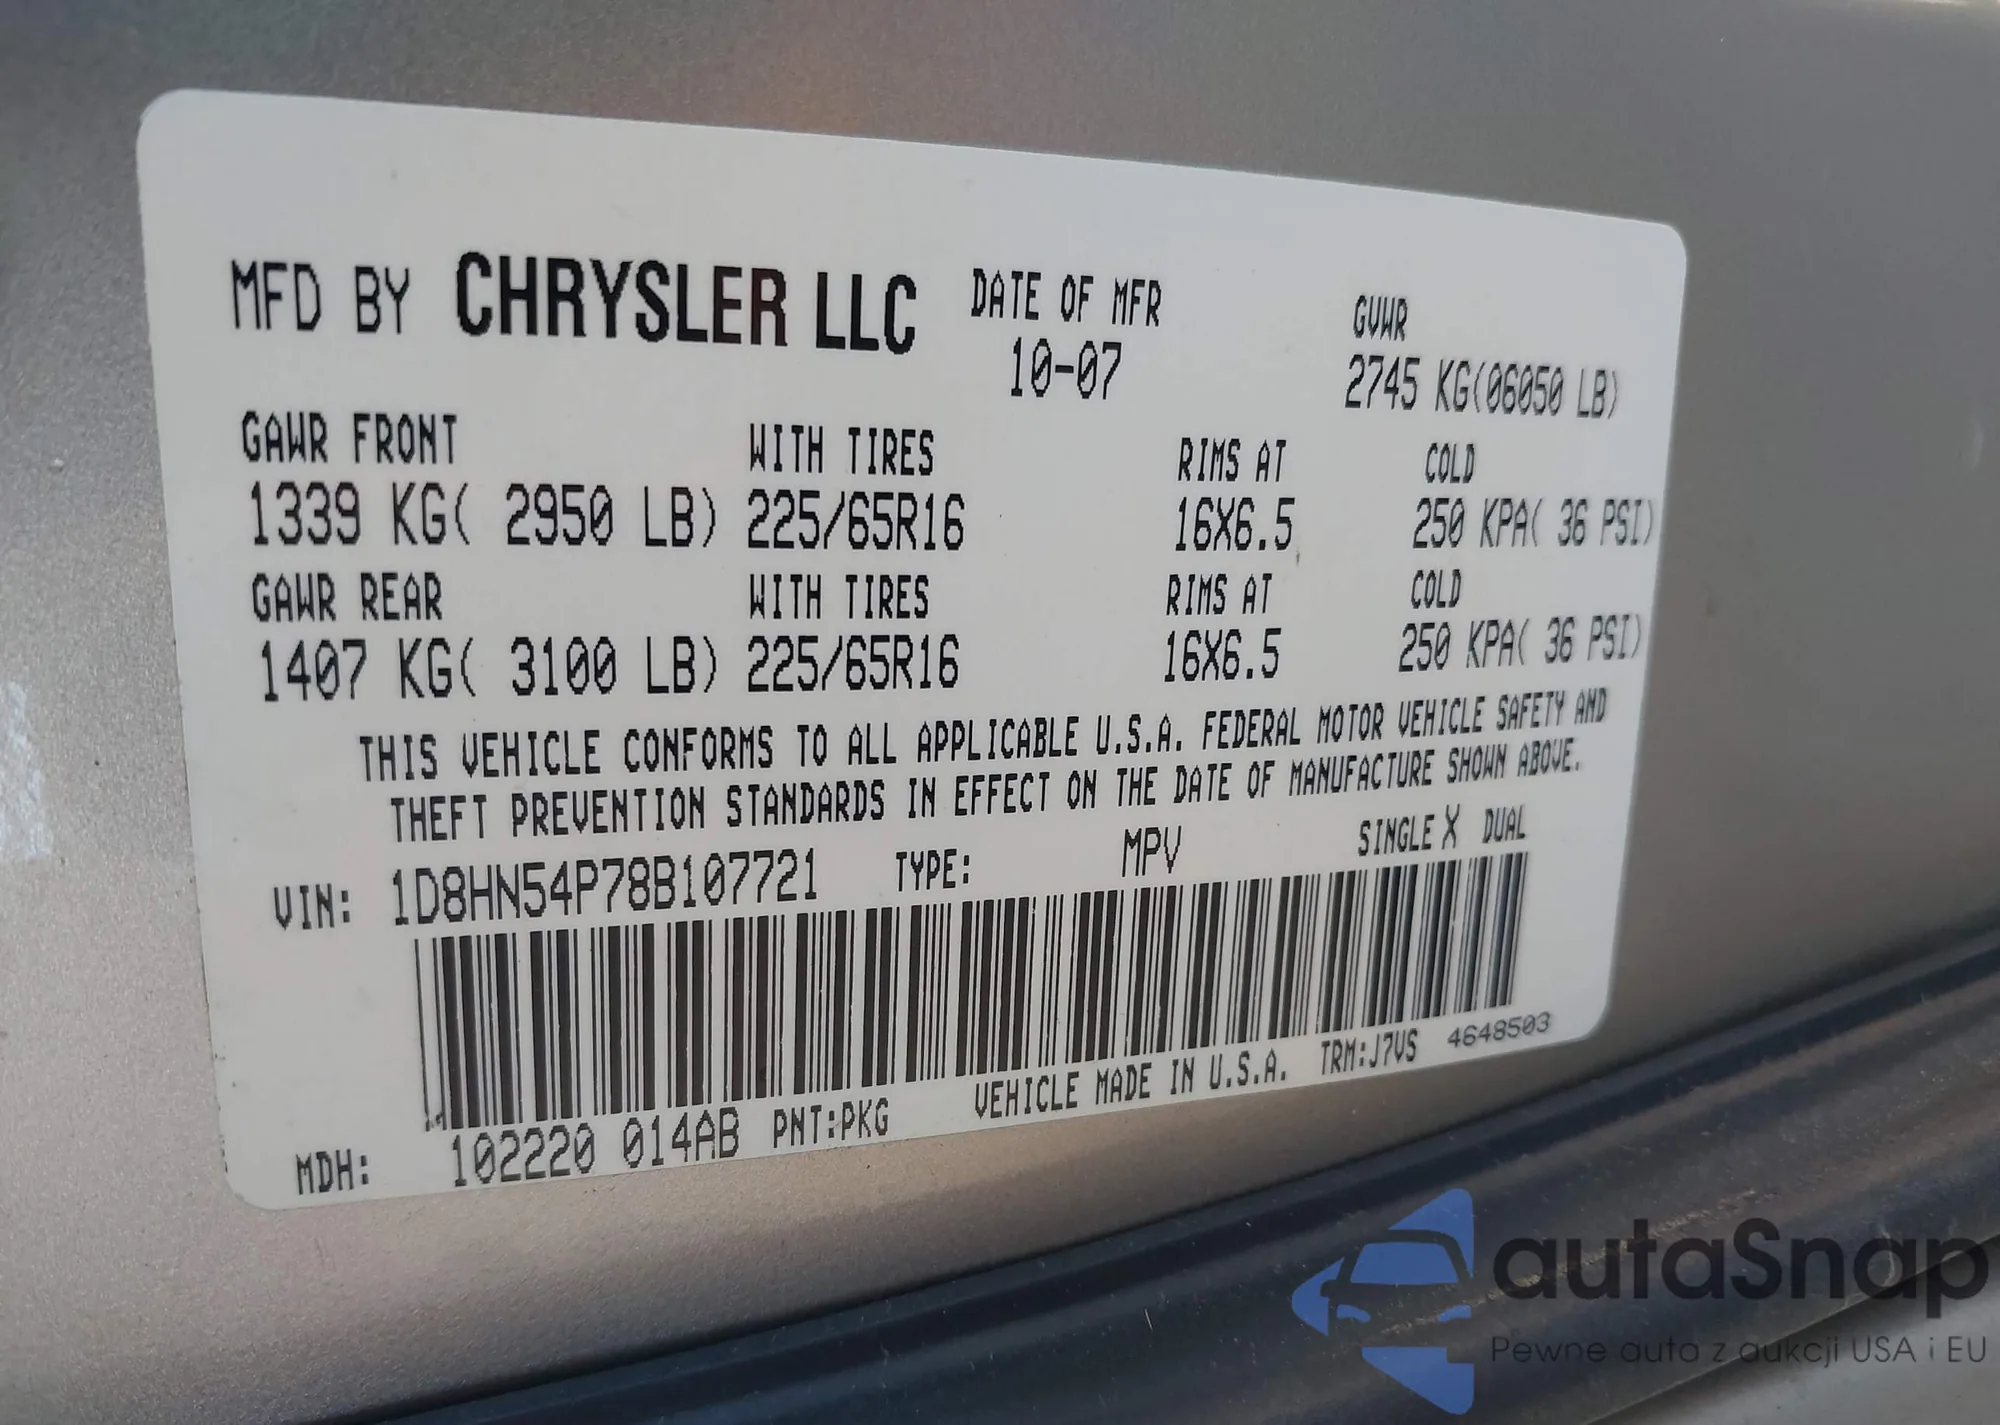 MFD BY CHRYSLER LLC DATE OF MFR GVWR
10-07 2745 KG(06050 LB)
GAWR FRONT WITH TIRES RIMS AT COLD
1339 KG( 2950 LB) 225/65R16 16X6.5 250 KPA( 36 PSI)
GAWR REAR WITH TIRES RIMS AT COLD
1407 KG( 3100 LB) 225/65R16 16X6.5 250 KPA( 36 PSI)
THIS VEHICLE CONFORMS TO ALL APPLICABLE U.S.A. FEDERAL MOTOR VEHICLE SAFETY AND
THEFT PREVENTION STANDARDS IN EFFECT ON THE DATE OF MANUFACTURE SHOWN ABOVE.
VIN: 1D8HN54P78B107721 TYPE: MPV SINGLE X DUAL
MDH: 102220 014AB PNT:PKG VEHICLE MADE IN U.S.A. TRM:J7VS 4648503
autaSnap
Pewne auta z aukcji USA i EU